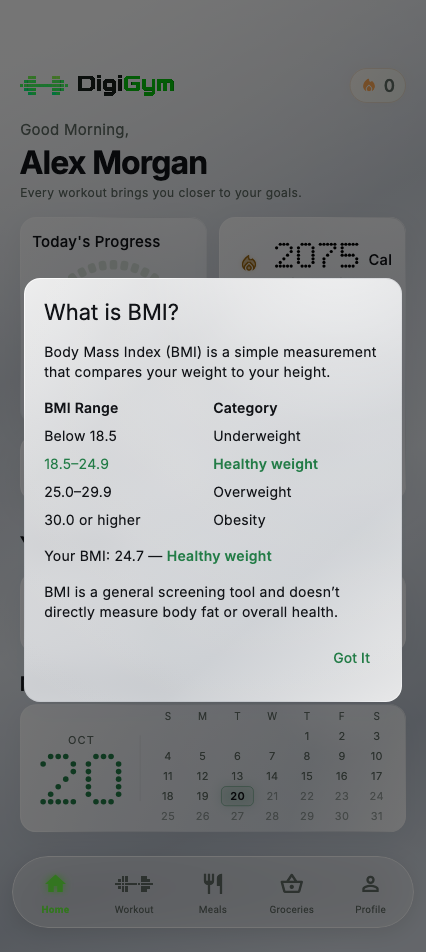 DigiGym
0
Good Morning,
Alex Morgan
Every workout brings you closer to your goals.
Today's Progress
2075 Cal
What is BMI?
Body Mass Index (BMI) is a simple measurement
that compares your weight to your height.
BMI Range Category
Below 18.5 Underweight
18.5–24.9 Healthy weight
25.0–29.9 Overweight
30.0 or higher Obesity
Your BMI: 24.7 — Healthy weight
BMI is a general screening tool and doesn’t
directly measure body fat or overall health.
Got It
OCT
20
S M T W T F S
1 2 3
4 5 6 7 8 9 10
11 12 13 14 15 16 17
18 19 20 21 22 23 24
25 26 27 28 29 30 31
Home Workout Meals Groceries Profile